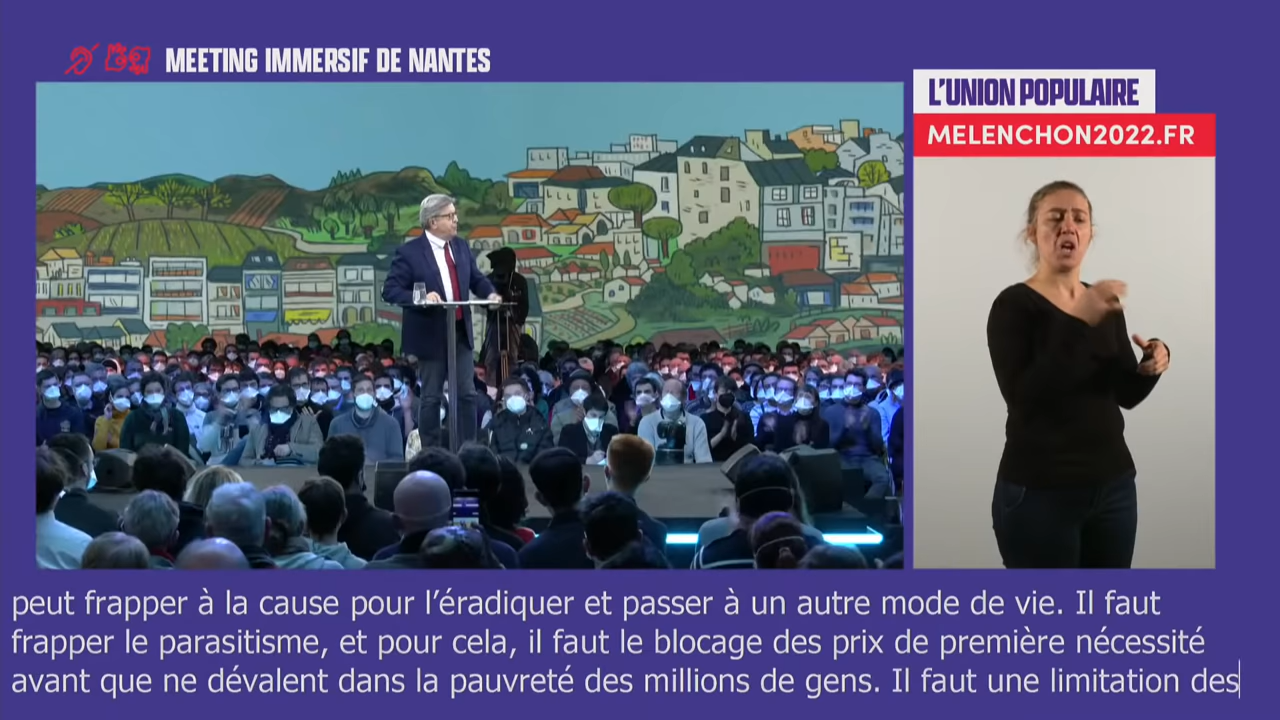 MEETING IMMERSIF DE NANTES
L'UNION POPULAIRE
MELENCHON2022.FR
peut frapper à la cause pour l'éradiquer et passer à un autre mode de vie. Il faut
frapper le parasitisme, et pour cela, il faut le blocage des prix de première nécessité
avant que ne dévalent dans la pauvreté des millions de gens. Il faut une limitation des